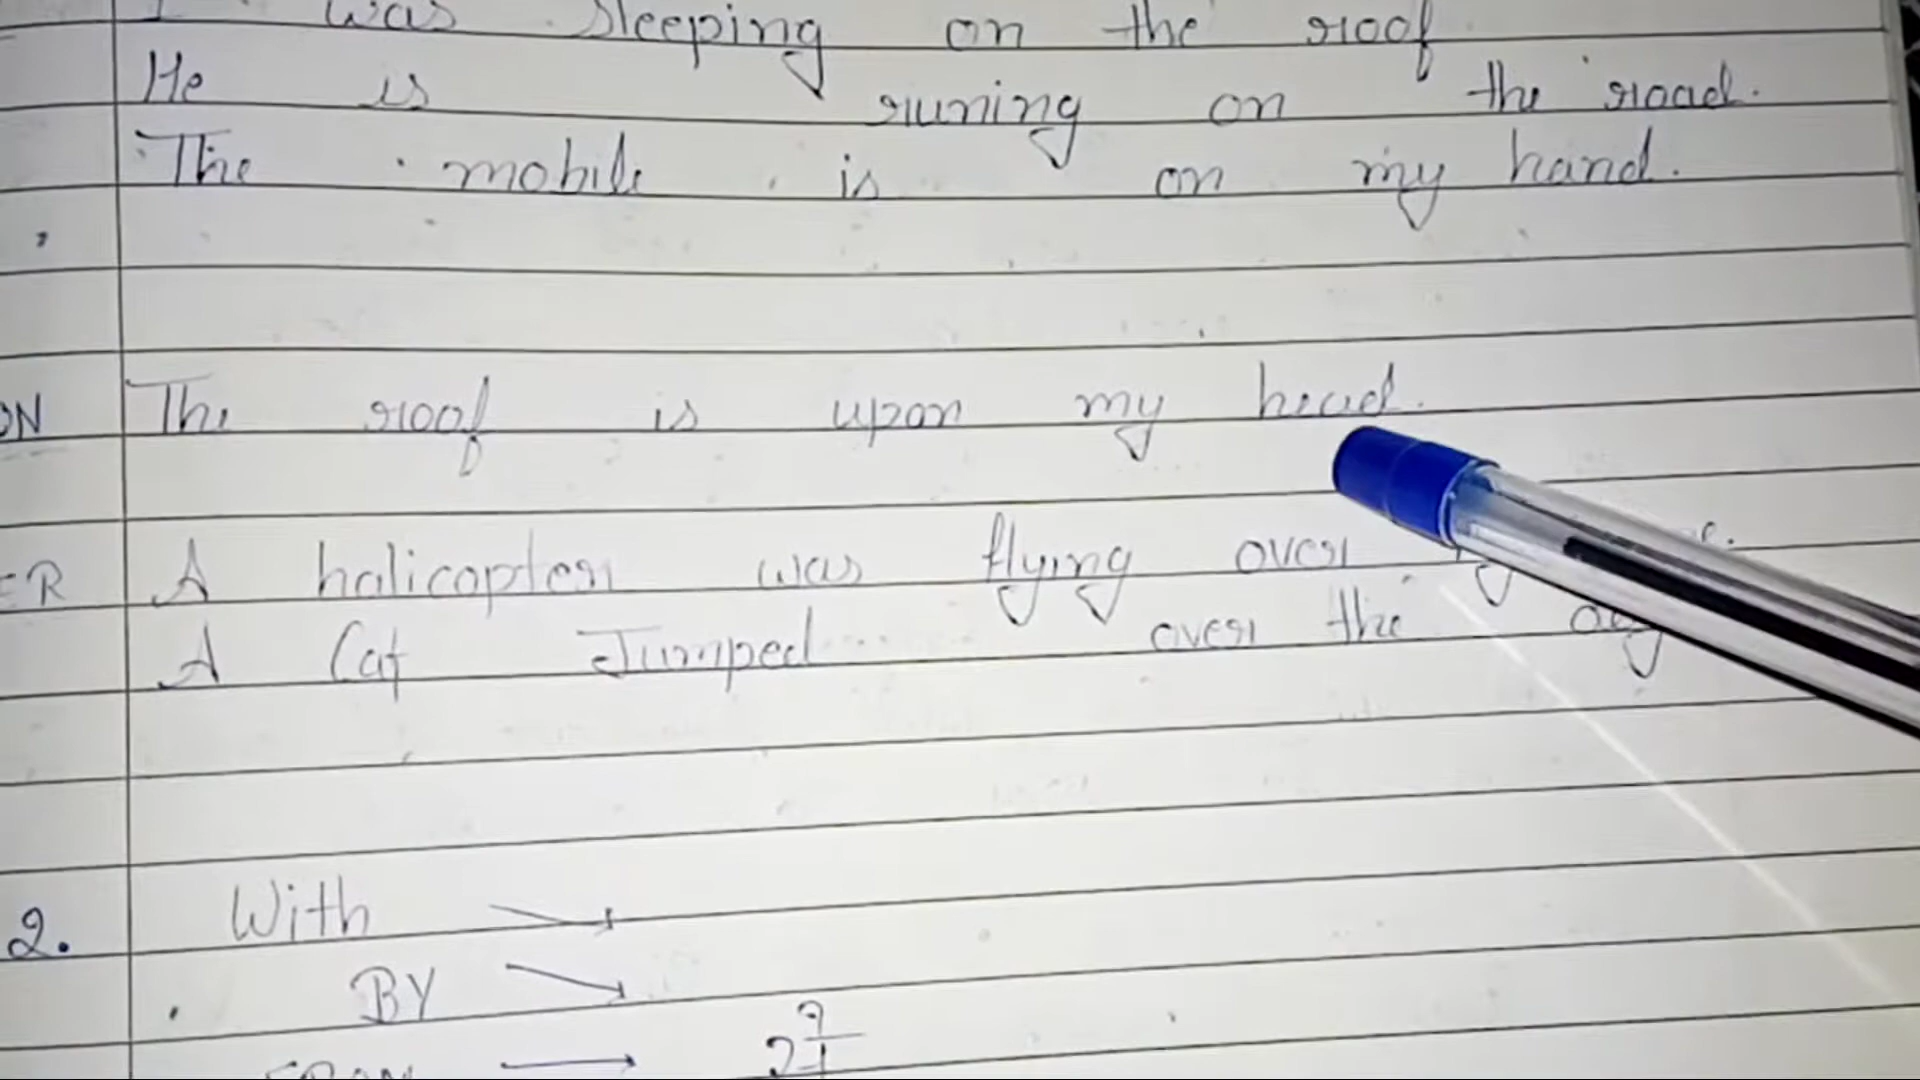 was sleeping on the roof
He is runing on the road.
The mobile is on my hand.
ON The roof is upon my head.
ER A halicopter was flying over
A Cat Jumped over the
2. With →
BY →
→